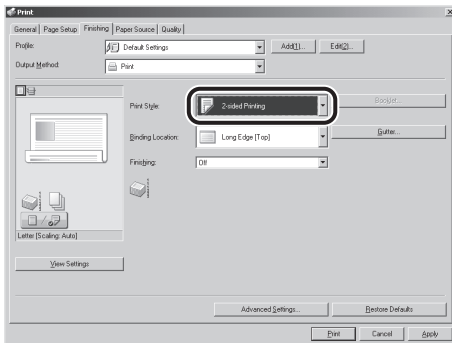 Print
General Page Setup Finishing Paper Source Quality
Profile: Default Settings Add(1)... Edit(2)...
Output Method: Print
Print Style: 2-sided Printing Booklet...
Binding Location: Long Edge [Top] Gutter...
Finishing: Off
Letter [Scaling: Auto]
View Settings
Advanced Settings... Restore Defaults
Print Cancel Apply